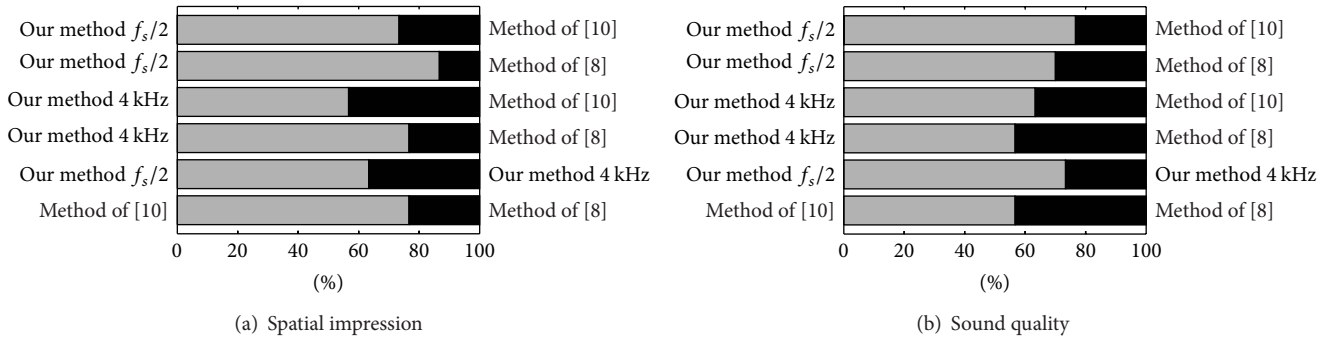 Our method f_s/2 Method of [10]
Our method f_s/2 Method of [8]
Our method 4 kHz Method of [10]
Our method 4 kHz Method of [8]
Our method f_s/2 Our method 4 kHz
Method of [10] Method of [8]
0 20 40 60 80 100
(%)
(a) Spatial impression
Our method f_s/2 Method of [10]
Our method f_s/2 Method of [8]
Our method 4 kHz Method of [10]
Our method 4 kHz Method of [8]
Our method f_s/2 Our method 4 kHz
Method of [10] Method of [8]
0 20 40 60 80 100
(%)
(b) Sound quality